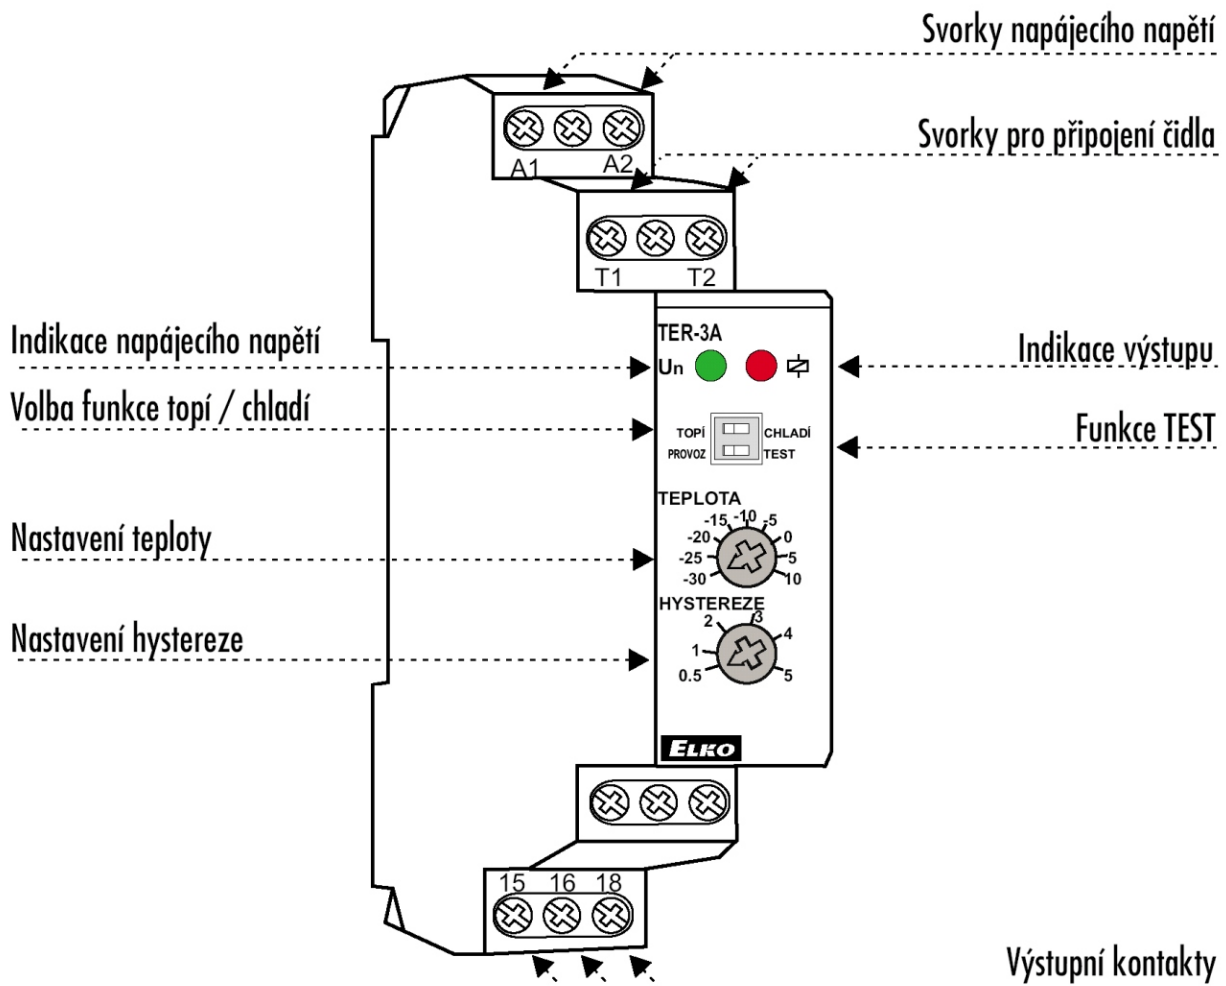 Svorky napájecího napětí
A1 A2
Svorky pro připojení čidla
T1 T2
TER-3A
Indikace napájecího napětí
Un
Indikace výstupu
Volba funkce topí / chladí
TOPÍ CHLADÍ
PROVOZ TEST
Funkce TEST
TEPLOTA
-30 -25 -20 -15 -10 -5 0 5 10
Nastavení teploty
HYSTEREZE
0.5 1 2 3 4 5
Nastavení hystereze
ELKO
15 16 18
Výstupní kontakty